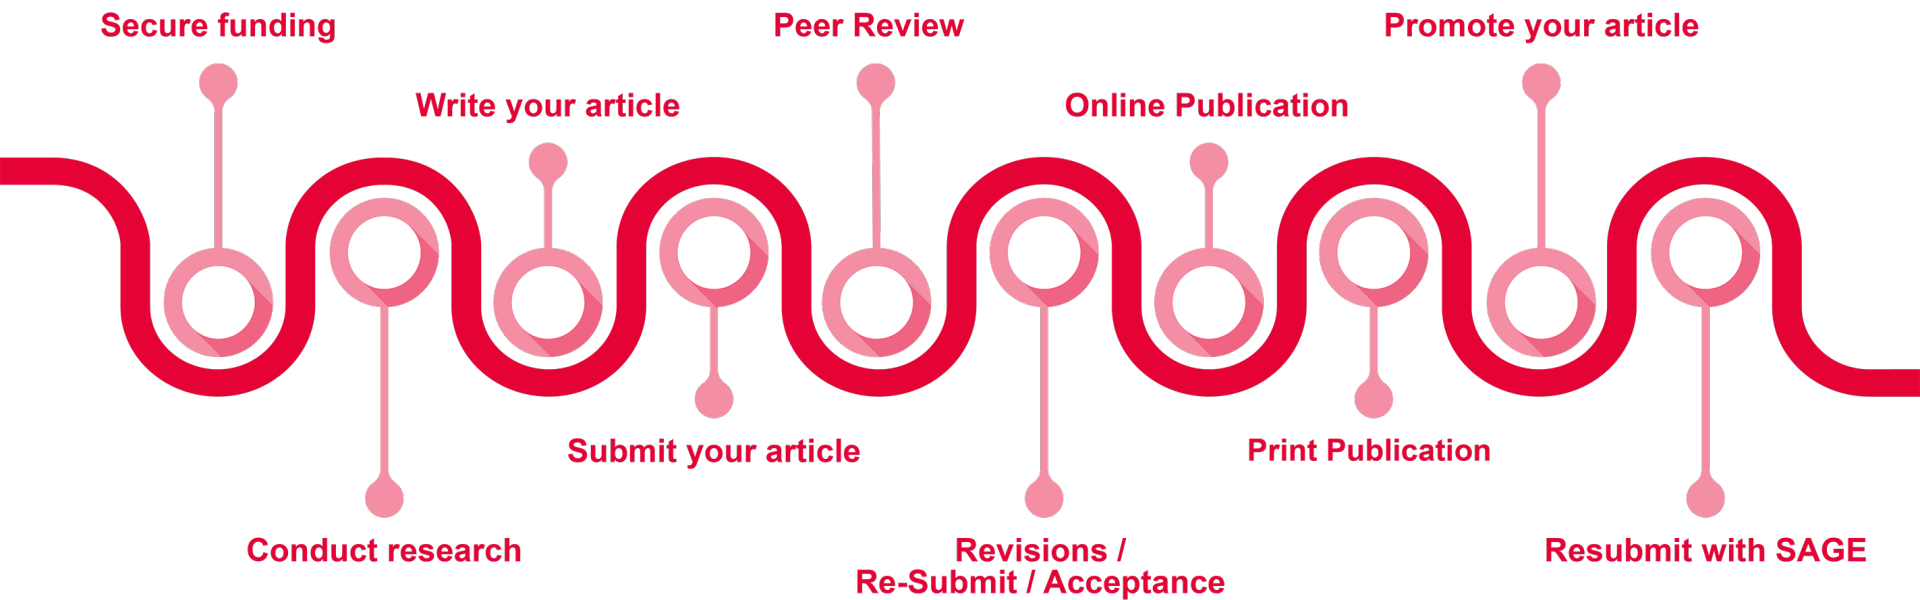 Secure funding
Peer Review
Promote your article
Write your article
Online Publication
Submit your article
Print Publication
Conduct research
Revisions /
Re-Submit / Acceptance
Resubmit with SAGE